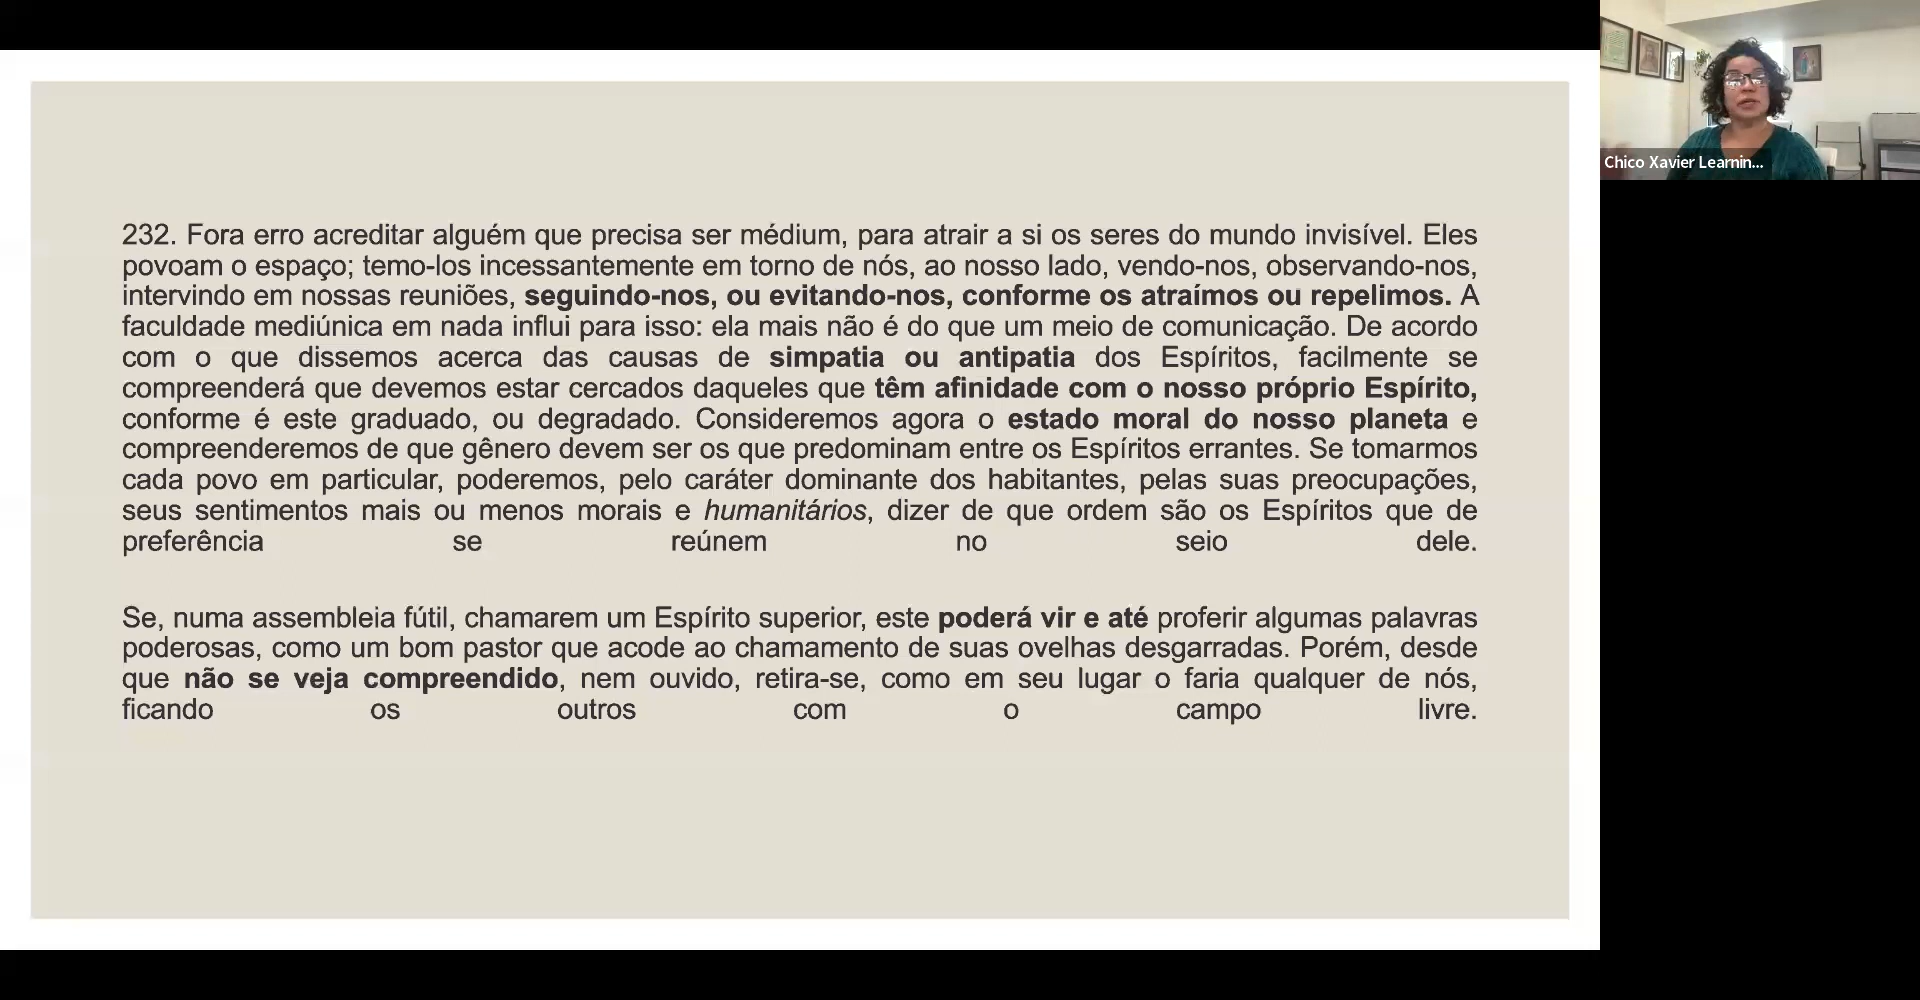 232. Fora erro acreditar alguém que precisa ser médium, para atrair a si os seres do mundo invisível. Eles
povoam o espaço; temo-los incessantemente em torno de nós, ao nosso lado, vendo-nos, observando-nos,
intervindo em nossas reuniões, seguindo-nos, ou evitando-nos, conforme os atraímos ou repelimos. A
faculdade mediúnica em nada influi para isso: ela mais não é do que um meio de comunicação. De acordo
com o que dissemos acerca das causas de simpatia ou antipatia dos Espíritos, facilmente se
compreenderá que devemos estar cercados daqueles que têm afinidade com o nosso próprio Espírito,
conforme é este graduado, ou degradado. Consideremos agora o estado moral do nosso planeta e
compreenderemos de que gênero devem ser os que predominam entre os Espíritos errantes. Se tomarmos
cada povo em particular, poderemos, pelo caráter dominante dos habitantes, pelas suas preocupações,
seus sentimentos mais ou menos morais e humanitários, dizer de que ordem são os Espíritos que de
preferência se reúnem no seio dele.
Se, numa assembleia fútil, chamarem um Espírito superior, este poderá vir e até proferir algumas palavras
poderosas, como um bom pastor que acode ao chamamento de suas ovelhas desgarradas. Porém, desde
que não se veja compreendido, nem ouvido, retira-se, como em seu lugar o faria qualquer de nós,
ficando os outros com o campo livre.
Chico Xavier Learnin...